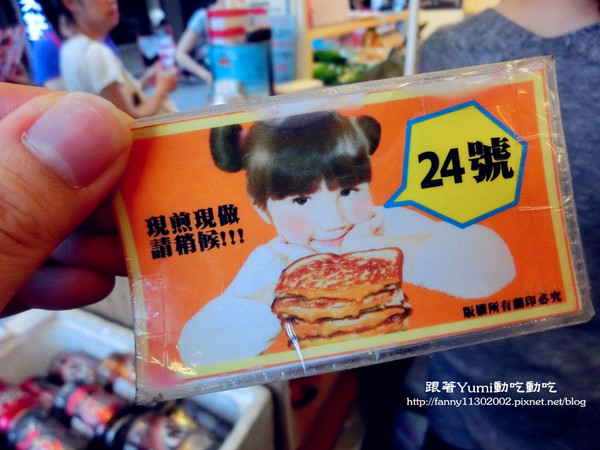 24號
現煎現做
請稍候!!!
版權所有翻印必究
跟著Yumi動吃動吃
http://fanny11302002.pixnet.net/blog